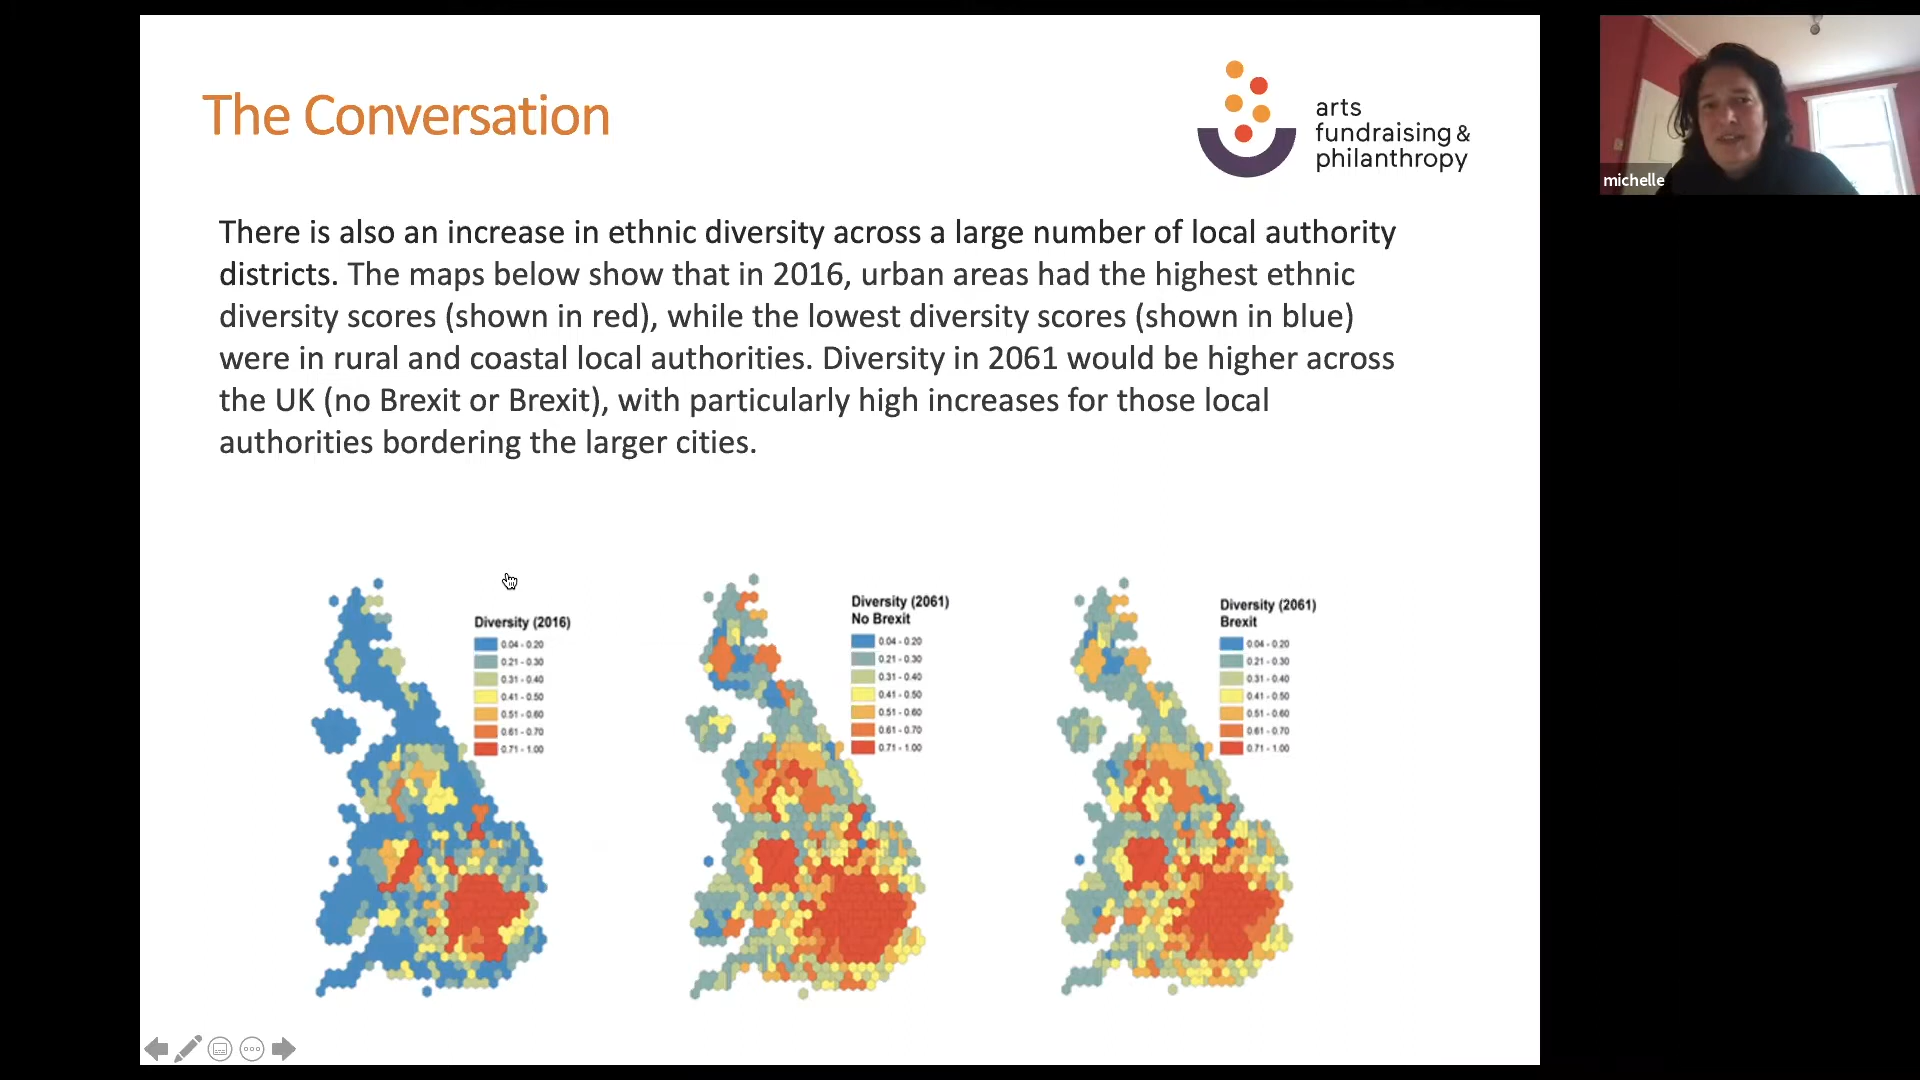 The Conversation
arts
fundraising &
philanthropy
michelle
There is also an increase in ethnic diversity across a large number of local authority
districts. The maps below show that in 2016, urban areas had the highest ethnic
diversity scores (shown in red), while the lowest diversity scores (shown in blue)
were in rural and coastal local authorities. Diversity in 2061 would be higher across
the UK (no Brexit or Brexit), with particularly high increases for those local
authorities bordering the larger cities.
Diversity (2016)
0.04 - 0.20
0.21 - 0.30
0.31 - 0.40
0.41 - 0.50
0.51 - 0.60
0.61 - 0.70
0.71 - 1.00
Diversity (2061)
No Brexit
0.04 - 0.20
0.21 - 0.30
0.31 - 0.40
0.41 - 0.50
0.51 - 0.60
0.61 - 0.70
0.71 - 1.00
Diversity (2061)
Brexit
0.04 - 0.20
0.21 - 0.30
0.31 - 0.40
0.41 - 0.50
0.51 - 0.60
0.61 - 0.70
0.71 - 1.00